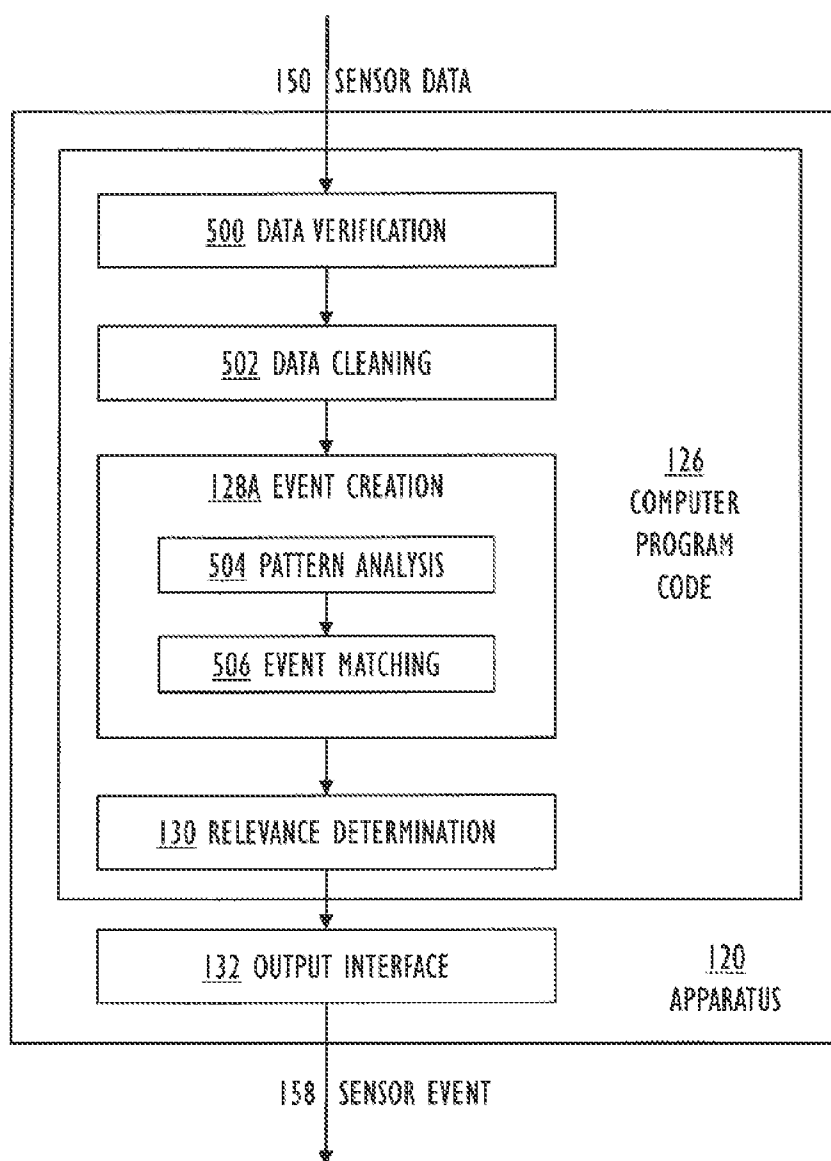 150 SENSOR DATA
500 DATA VERIFICATION
502 DATA CLEANING
128A EVENT CREATION
504 PATTERN ANALYSIS
506 EVENT MATCHING
126
COMPUTER
PROGRAM
CODE
130 RELEVANCE DETERMINATION
132 OUTPUT INTERFACE
120
APPARATUS
158 SENSOR EVENT